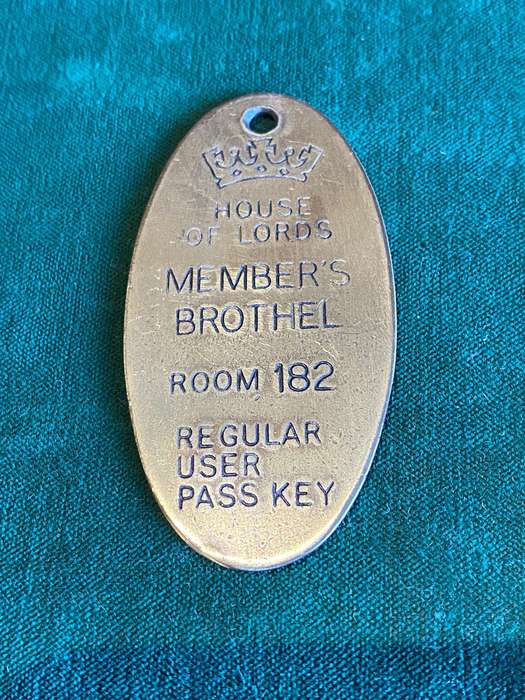 HOUSE
OF LORDS
MEMBER'S
BROTHEL
ROOM 182
REGULAR
USER
PASS KEY